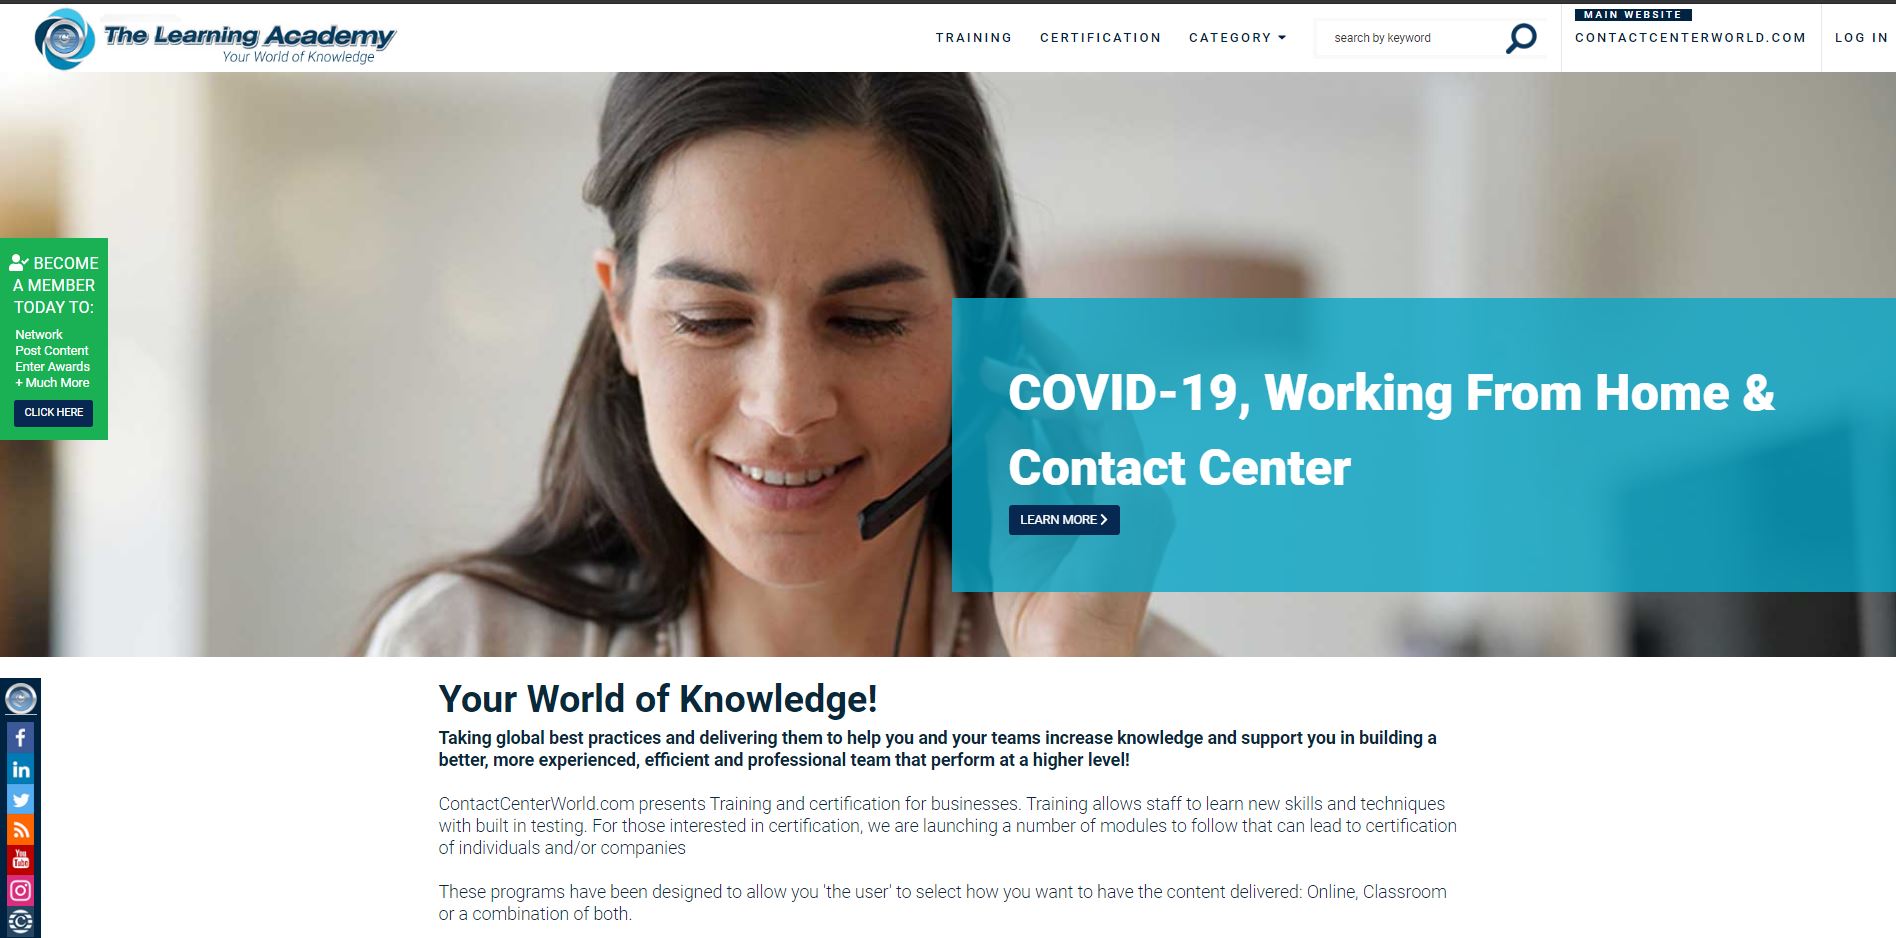 The Learning Academy
Your World of Knowledge
TRAINING
CERTIFICATION
CATEGORY
search by keyword
MAIN WEBSITE
CONTACTCENTERWORLD.COM
LOG IN
BECOME
A MEMBER
TODAY TO:
Network
Post Content
Enter Awards
+ Much More
CLICK HERE
COVID-19, Working From Home &
Contact Center
LEARN MORE
Your World of Knowledge!
Taking global best practices and delivering them to help you and your teams increase knowledge and support you in building a
better, more experienced, efficient and professional team that perform at a higher level!
ContactCenterWorld.com presents Training and certification for businesses. Training allows staff to learn new skills and techniques
with built in testing. For those interested in certification, we are launching a number of modules to follow that can lead to certification
of individuals and/or companies
These programs have been designed to allow you 'the user' to select how you want to have the content delivered: Online, Classroom
or a combination of both.
f
in
You
Tube